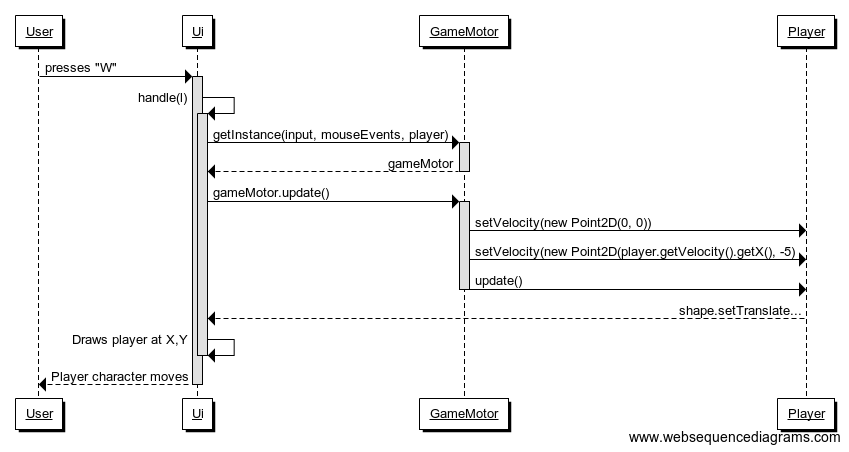 User Ui GameMotor Player
presses "W"
handle(l)
getInstance(input, mouseEvents, player)
gameMotor
gameMotor.update()
setVelocity(new Point2D(0, 0))
setVelocity(new Point2D(player.getVelocity().getX(), -5)
update()
shape.setTranslate...
Draws player at X,Y
Player character moves
User Ui GameMotor Player
www.websequencediagrams.com